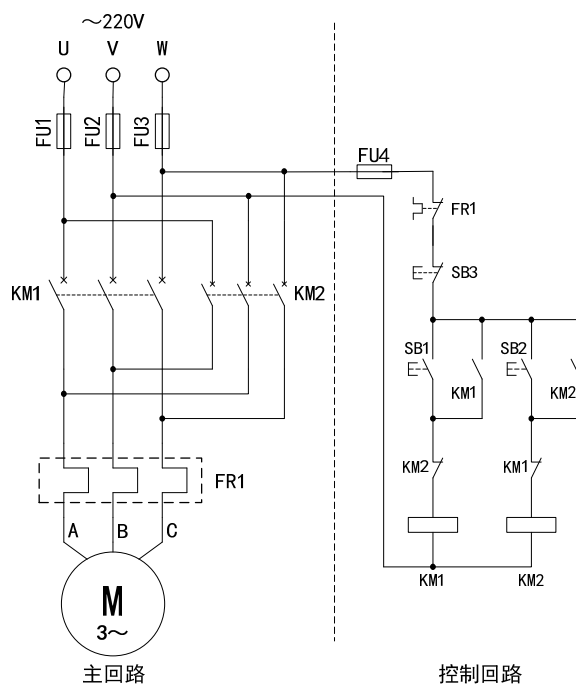 ～220V
U V W
FU1 FU2 FU3
FU4
FR1
SB3
KM1 KM2
SB1 KM1 SB2 KM2
KM2 KM1
FR1
A B C
KM1 KM2
M
3～
主回路 控制回路